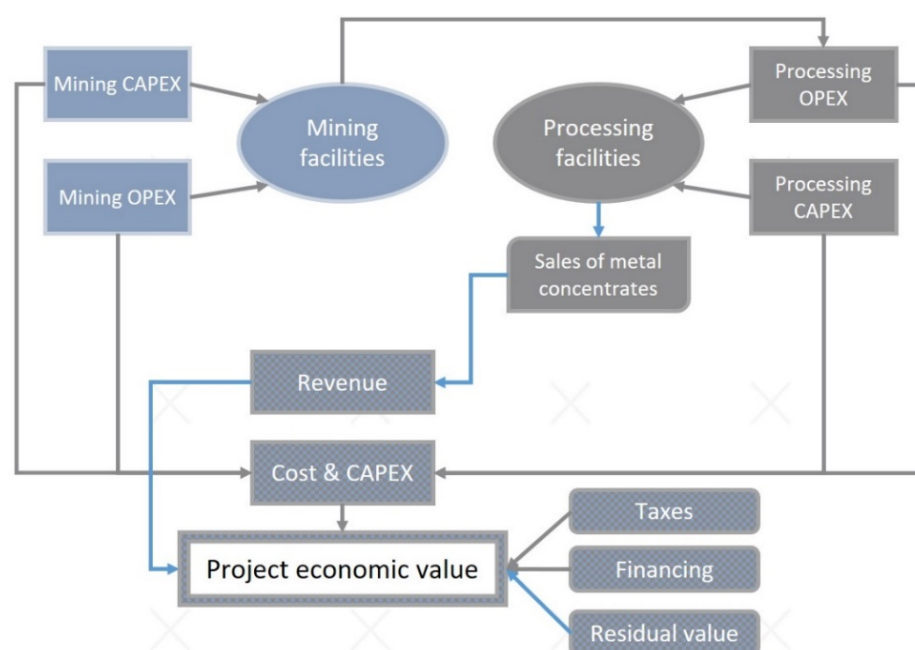 Mining CAPEX
Mining
facilities
Processing
facilities
Processing
OPEX
Mining OPEX
Processing
CAPEX
Sales of metal
concentrates
Revenue
Cost & CAPEX
Taxes
Project economic value
Financing
Residual value